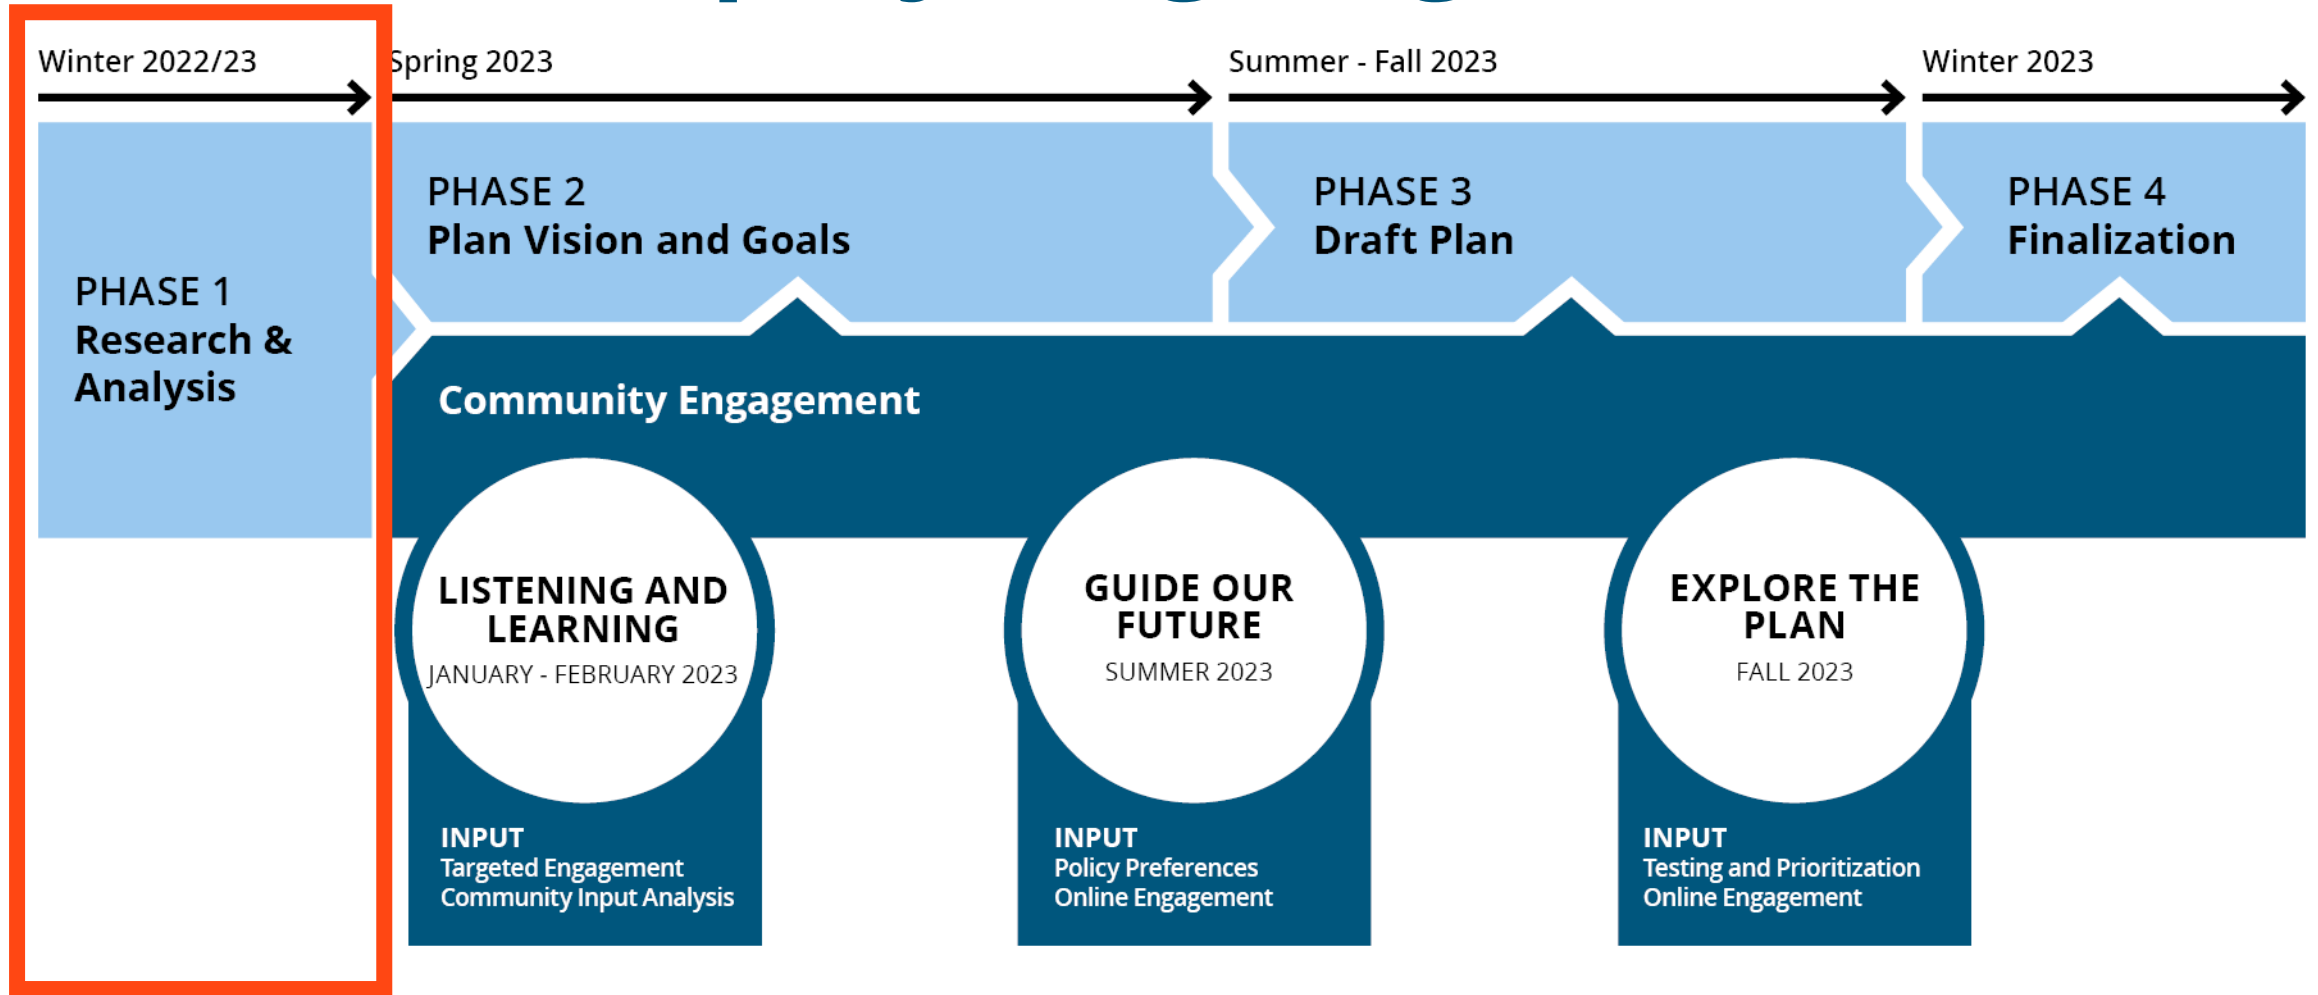 Winter 2022/23
Spring 2023
Summer - Fall 2023
Winter 2023
PHASE 1
Research &
Analysis
PHASE 2
Plan Vision and Goals
PHASE 3
Draft Plan
PHASE 4
Finalization
Community Engagement
LISTENING AND
LEARNING
JANUARY - FEBRUARY 2023
INPUT
Targeted Engagement
Community Input Analysis
GUIDE OUR
FUTURE
SUMMER 2023
INPUT
Policy Preferences
Online Engagement
EXPLORE THE
PLAN
FALL 2023
INPUT
Testing and Prioritization
Online Engagement